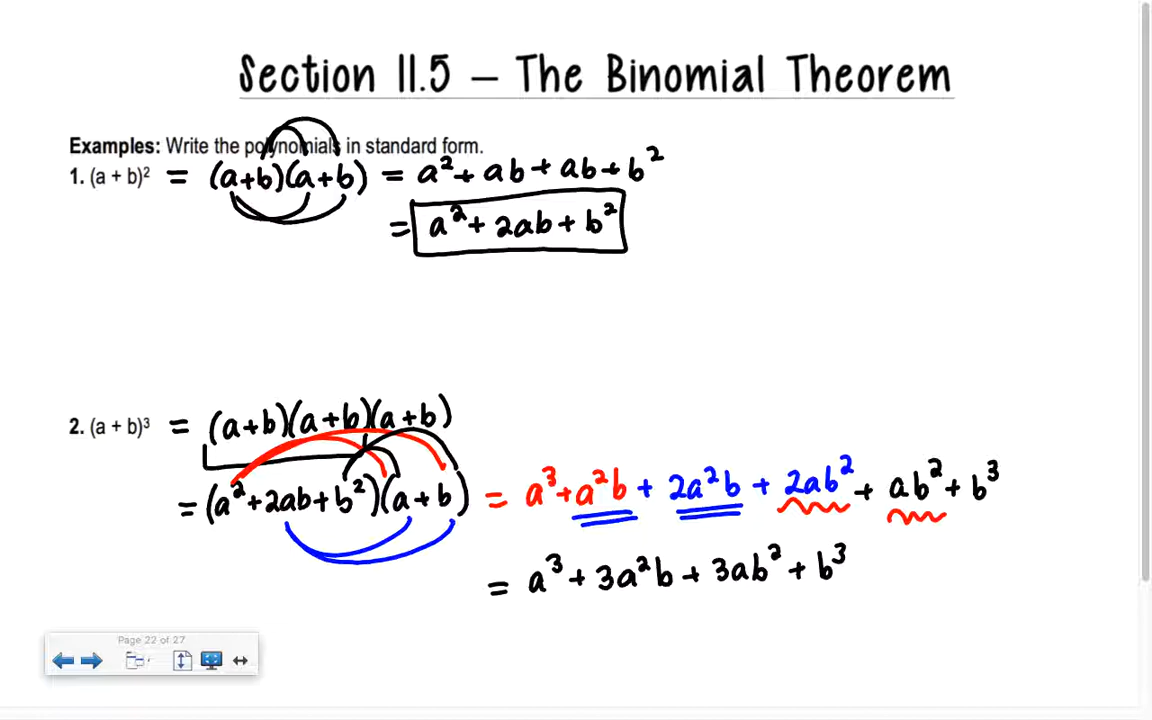 Section 11.5 – The Binomial Theorem
Examples: Write the polynomials in standard form.
1. (a + b)² = (a+b)(a+b) = a² + ab + ab + b²
= a² + 2ab + b²
2. (a + b)³ = (a+b)(a+b)(a+b)
= (a²+2ab+b²)(a+b) = a³+a²b + 2a²b + 2ab² + ab² + b³
= a³ + 3a²b + 3ab² + b³
Page 22 of 27